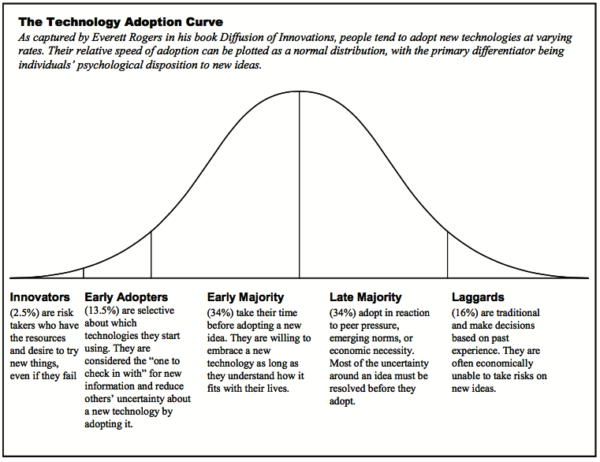 The Technology Adoption Curve
As captured by Everett Rogers in his book Diffusion of Innovations, people tend to adopt new technologies at varying
rates. Their relative speed of adoption can be plotted as a normal distribution, with the primary differentiator being
individuals' psychological disposition to new ideas.
Innovators
(2.5%) are risk
takers who have
the resources
and desire to try
new things,
even if they fail
Early Adopters
(13.5%) are selective
about which
technologies they start
using. They are
considered the “one to
check in with” for new
information and reduce
others’ uncertainty about
a new technology by
adopting it.
Early Majority
(34%) take their time
before adopting a new
idea. They are willing to
embrace a new
technology as long as
they understand how it
fits with their lives.
Late Majority
(34%) adopt in reaction
to peer pressure,
emerging norms, or
economic necessity.
Most of the uncertainty
around an idea must be
resolved before they
adopt.
Laggards
(16%) are traditional
and make decisions
based on past
experience. They are
often economically
unable to take risks on
new ideas.